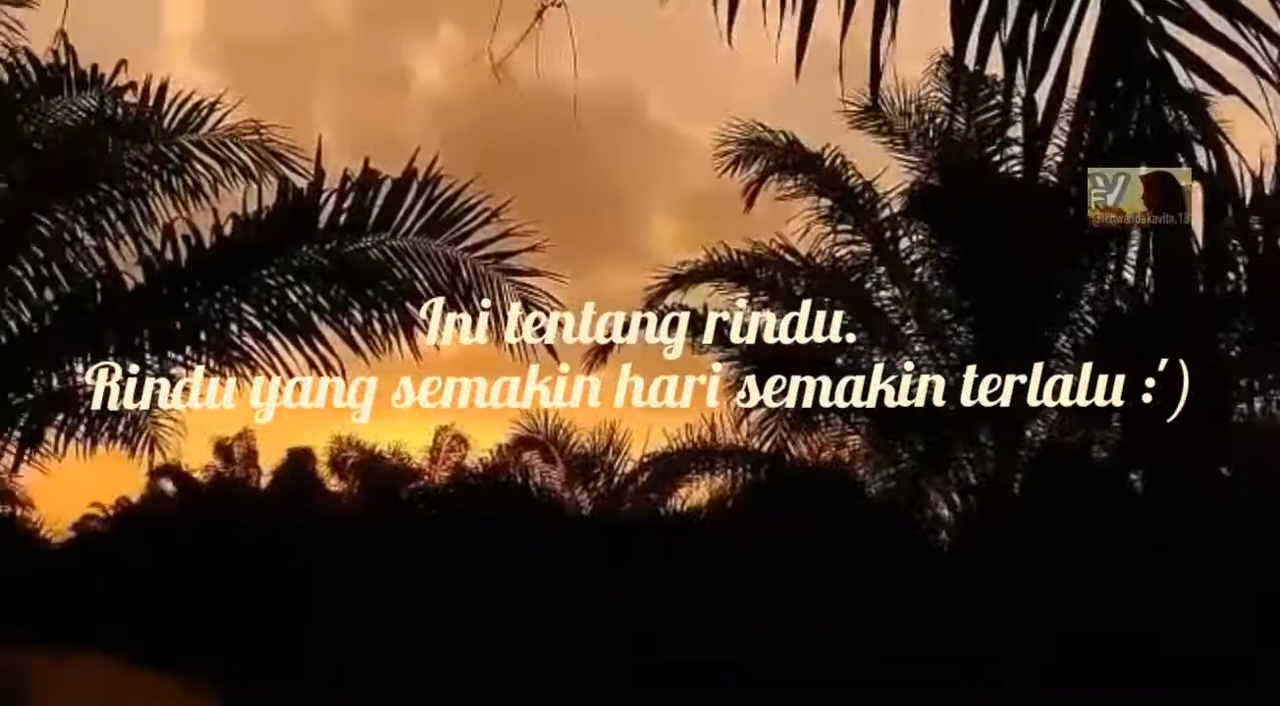 Ini tentang rindu.
Rindu yang semakin hari semakin terlalu :')